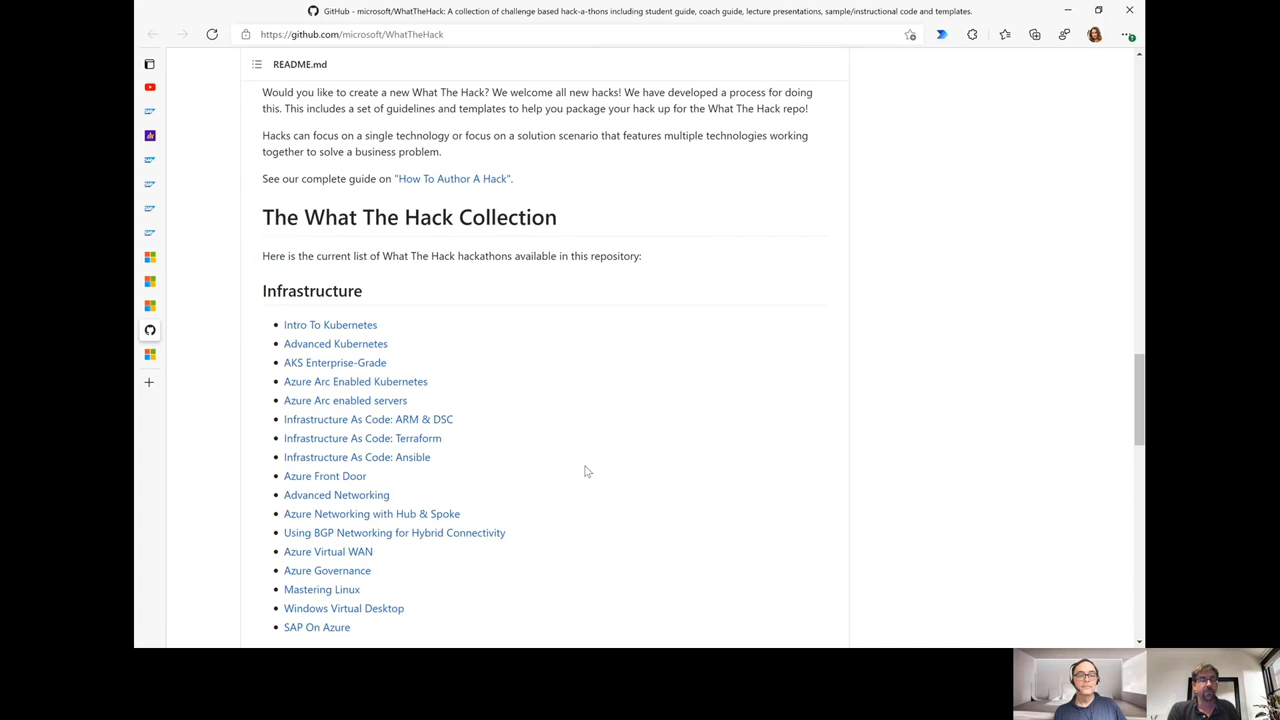 GitHub - microsoft/WhatTheHack: A collection of challenge based hack-a-thons including student guide, coach guide, lecture presentations, sample/instructional code and templates.
https://github.com/microsoft/WhatTheHack
README.md
Would you like to create a new What The Hack? We welcome all new hacks! We have developed a process for doing
this. This includes a set of guidelines and templates to help you package your hack up for the What The Hack repo!
Hacks can focus on a single technology or focus on a solution scenario that features multiple technologies working
together to solve a business problem.
See our complete guide on "How To Author A Hack".
The What The Hack Collection
Here is the current list of What The Hack hackathons available in this repository:
Infrastructure
Intro To Kubernetes
Advanced Kubernetes
AKS Enterprise-Grade
Azure Arc Enabled Kubernetes
Azure Arc enabled servers
Infrastructure As Code: ARM & DSC
Infrastructure As Code: Terraform
Infrastructure As Code: Ansible
Azure Front Door
Advanced Networking
Azure Networking with Hub & Spoke
Using BGP Networking for Hybrid Connectivity
Azure Virtual WAN
Azure Governance
Mastering Linux
Windows Virtual Desktop
SAP On Azure